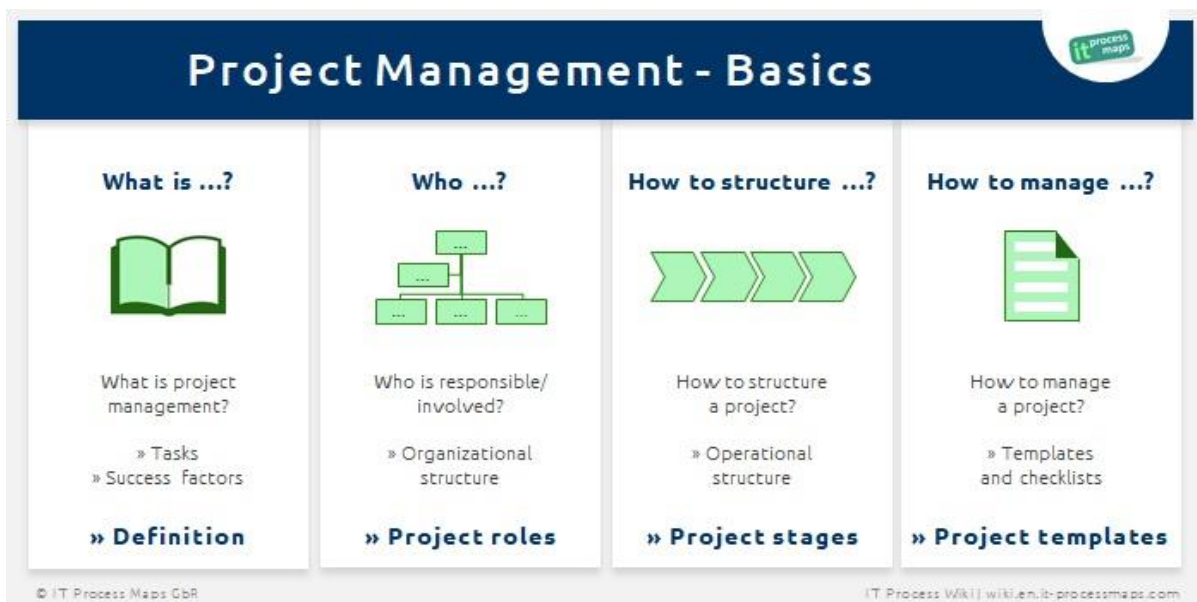 Project Management - Basics
it process
maps
What is ...?
Who ...?
How to structure ...?
How to manage ...?
...
...
... ... ...
What is project
management?
» Tasks
» Success factors
» Definition
Who is responsible/
involved?
» Organizational
structure
» Project roles
How to structure
a project?
» Operational
structure
» Project stages
How to manage
a project?
» Templates
and checklists
» Project templates
© IT Process Maps GbR
IT Process Wiki | wiki.en.it-processmaps.com